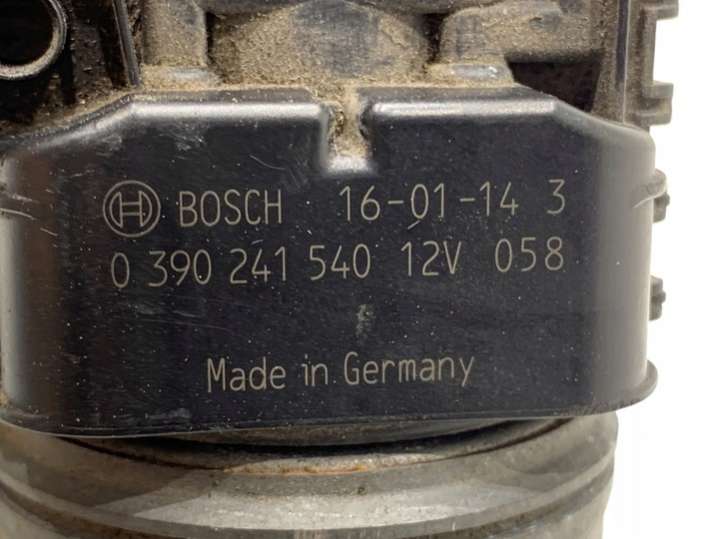 BOSCH 16-01-14 3
0 390 241 540 12V 058
Made in Germany